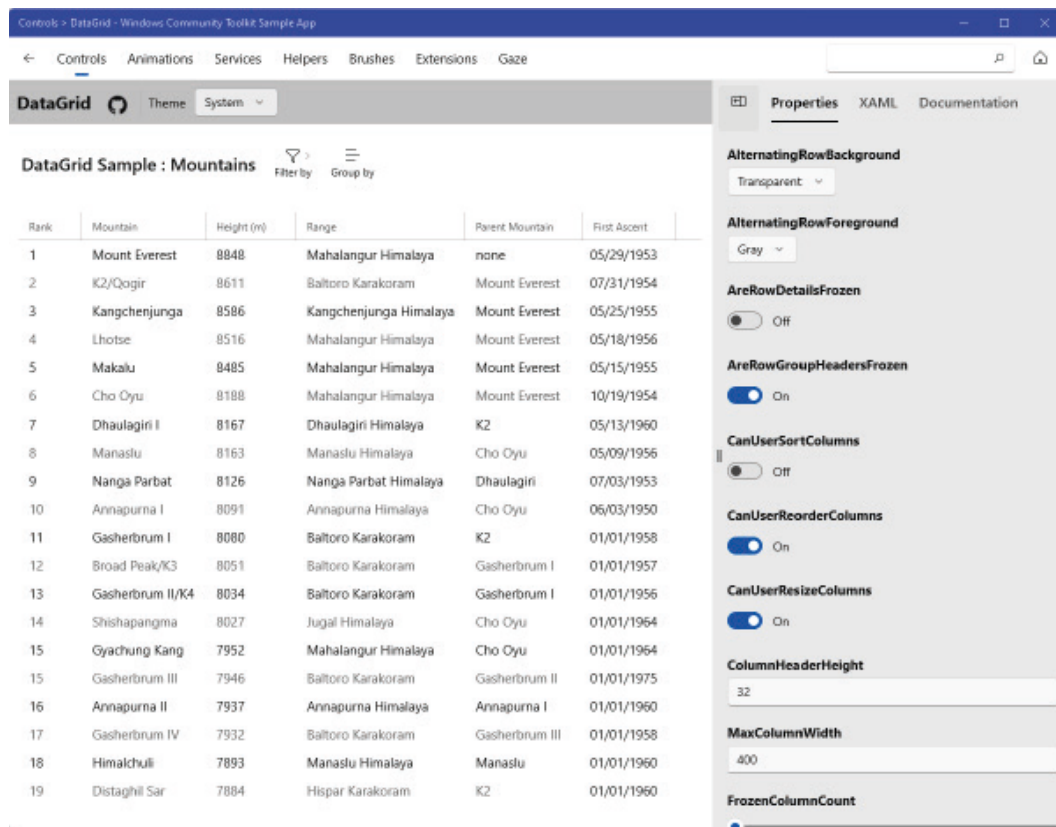 Controls > DataGrid - Windows Community Toolkit Sample App
Controls Animations Services Helpers Brushes Extensions Gaze
DataGrid Theme System
DataGrid Sample : Mountains Filter by Group by
Rank Mountain Height (m) Range Parent Mountain First Ascent
1 Mount Everest 8848 Mahalangur Himalaya none 05/29/1953
2 K2/Qogir 8611 Baltoro Karakoram Mount Everest 07/31/1954
3 Kangchenjunga 8586 Kangchenjunga Himalaya Mount Everest 05/25/1955
4 Lhotse 8516 Mahalangur Himalaya Mount Everest 05/18/1956
5 Makalu 8485 Mahalangur Himalaya Mount Everest 05/15/1955
6 Cho Oyu 8188 Mahalangur Himalaya Mount Everest 10/19/1954
7 Dhaulagiri I 8167 Dhaulagiri Himalaya K2 05/13/1960
8 Manaslu 8163 Manaslu Himalaya Cho Oyu 05/09/1956
9 Nanga Parbat 8126 Nanga Parbat Himalaya Dhaulagiri 07/03/1953
10 Annapurna I 8091 Annapurna Himalaya Cho Oyu 06/03/1950
11 Gasherbrum I 8080 Baltoro Karakoram K2 01/01/1958
12 Broad Peak/K3 8051 Baltoro Karakoram Gasherbrum I 01/01/1957
13 Gasherbrum II/K4 8034 Baltoro Karakoram Gasherbrum I 01/01/1956
14 Shishapangma 8027 Jugal Himalaya Cho Oyu 01/01/1964
15 Gyachung Kang 7952 Mahalangur Himalaya Cho Oyu 01/01/1964
15 Gasherbrum III 7946 Baltoro Karakoram Gasherbrum II 01/01/1975
16 Annapurna II 7937 Annapurna Himalaya Annapurna I 01/01/1960
17 Gasherbrum IV 7932 Baltoro Karakoram Gasherbrum III 01/01/1958
18 Himalchuli 7893 Manaslu Himalaya Manaslu 01/01/1960
19 Distaghil Sar 7884 Hispar Karakoram K2 01/01/1960
Properties XAML Documentation
AlternatingRowBackground
Transparent
AlternatingRowForeground
Gray
AreRowDetailsFrozen
Off
AreRowGroupHeadersFrozen
On
CanUserSortColumns
Off
CanUserReorderColumns
On
CanUserResizeColumns
On
ColumnHeaderHeight
32
MaxColumnWidth
400
FrozenColumnCount